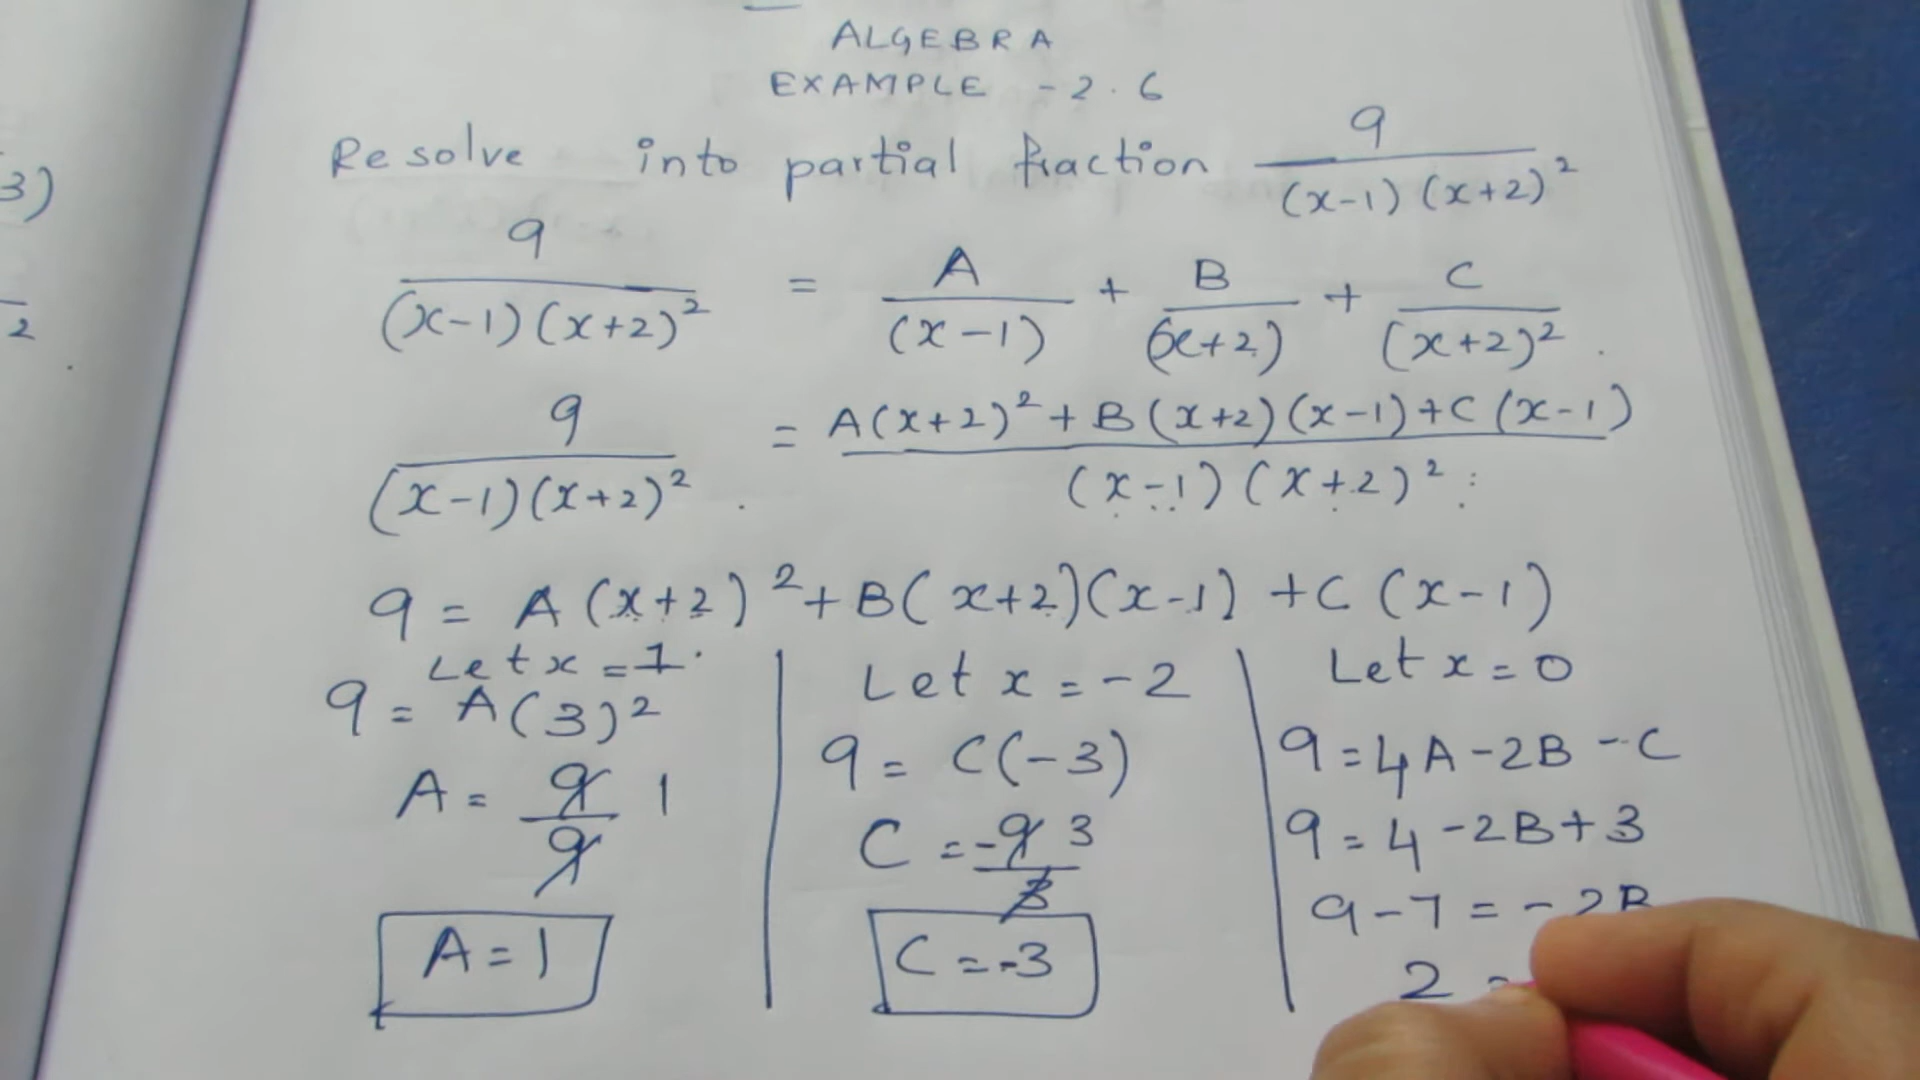 ALGEBRA
EXAMPLE - 2.6
Resolve into partial fraction 9/(x-1)(x+2)²
9/(x-1)(x+2)² = A/(x-1) + B/(x+2) + C/(x+2)²
9/(x-1)(x+2)² = A(x+2)²+B(x+2)(x-1)+C(x-1)/(x-1)(x+2)²
9 = A(x+2)²+B(x+2)(x-1)+C(x-1)
Let x=1
9 = A(3)²
A = 9/9 1
A=1
Let x=-2
9 = C(-3)
C = -9/3 3
C=-3
Let x=0
9=4A-2B-C
9=4-2B+3
9-7=-2B
2 =
3)
2